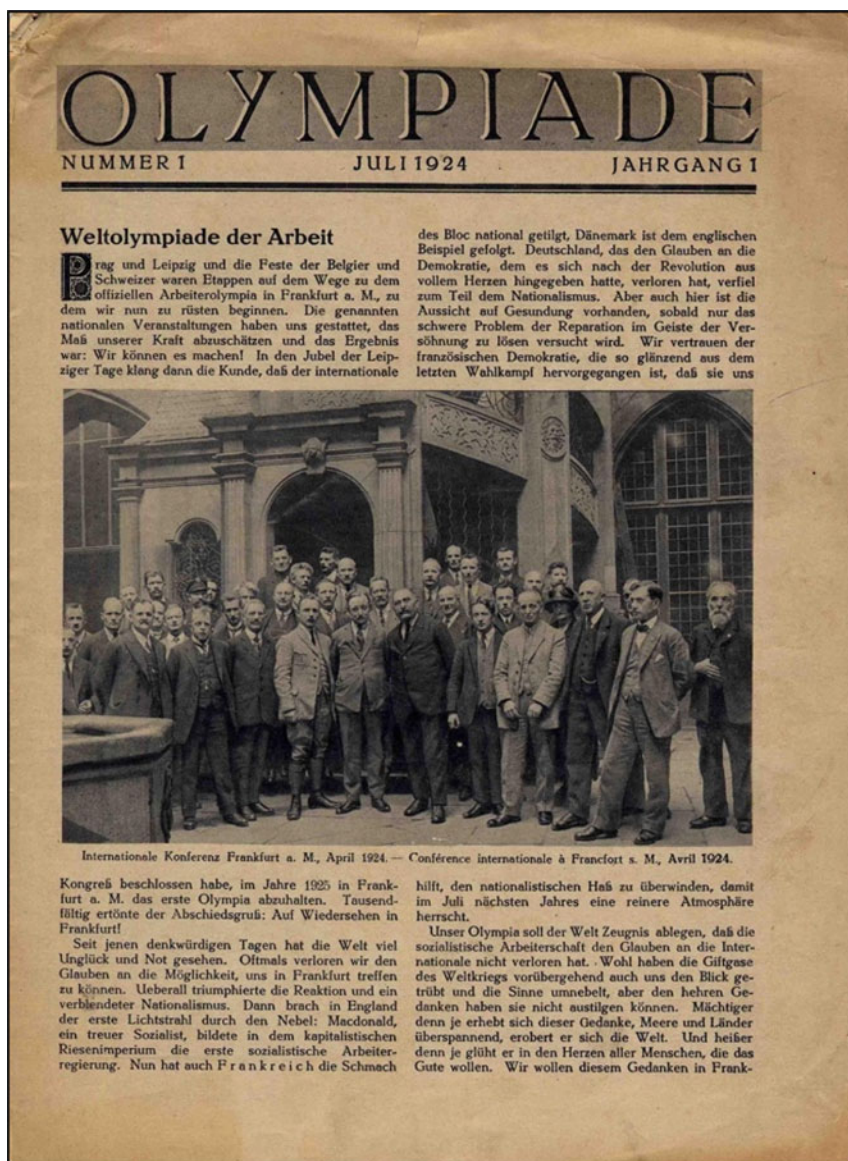 OLYMPIADE
NUMMER 1 JULI 1924 JAHRGANG 1
Weltolympiade der Arbeit
Prag und Leipzig und die Feste der Belgier und
Schweizer waren Etappen auf dem Wege zu dem
offiziellen Arbeiterolympia in Frankfurt a. M., zu
dem wir nun zu rüsten beginnen. Die genannten
nationalen Veranstaltungen haben uns gestattet, das
Maß unserer Kraft abzuschätzen und das Ergebnis
war: Wir können es machen! In den Jubel der Leip-
ziger Tage klang dann die Kunde, daß der internationale
des Bloc national getilgt, Dänemark ist dem englischen
Beispiel gefolgt. Deutschland, das den Glauben an die
Demokratie, dem es sich nach der Revolution aus
vollem Herzen hingegeben hatte, verloren hat, verfiel
zum Teil dem Nationalismus. Aber auch hier ist die
Aussicht auf Gesundung vorhanden, sobald nur das
schwere Problem der Reparation im Geiste der Ver-
söhnung zu lösen versucht wird. Wir vertrauen der
französischen Demokratie, die so glänzend aus dem
letzten Wahlkampf hervorgegangen ist, daß sie uns
Internationale Konferenz Frankfurt a. M., April 1924. — Conférence internationale à Francfort s. M., Avril 1924.
Kongreß beschlossen habe, im Jahre 1925 in Frank-
furt a. M. das erste Olympia abzuhalten. Tausend-
fältig ertönte der Abschiedsgruß: Auf Wiedersehen in
Frankfurt!
Seit jenen denkwürdigen Tagen hat die Welt viel
Unglück und Not gesehen. Oftmals verloren wir den
Glauben an die Möglichkeit, uns in Frankfurt treffen
zu können. Ueberall triumphierte die Reaktion und ein
verblendeter Nationalismus. Dann brach in England
der erste Lichtstrahl durch den Nebel: Macdonald,
ein treuer Sozialist, bildete in dem kapitalistischen
Riesenimperium die erste sozialistische Arbeiter-
regierung. Nun hat auch Frankreich die Schmach
hilft, den nationalistischen Haß zu überwinden, damit
im Juli nächsten Jahres eine reinere Atmosphäre
herrscht.
Unser Olympia soll der Welt Zeugnis ablegen, daß die
sozialistische Arbeiterschaft den Glauben an die Inter-
nationale nicht verloren hat. Wohl haben die Giftgase
des Weltkriegs vorübergehend auch uns den Blick ge-
trübt und die Sinne umnebelt, aber den hehren Ge-
danken haben sie nicht austilgen können. Mächtiger
denn je erhebt sich dieser Gedanke, Meere und Länder
überspannend, erobert er sich die Welt. Und heißer
denn je glüht er in den Herzen aller Menschen, die das
Gute wollen. Wir wollen diesem Gedanken in Frank-